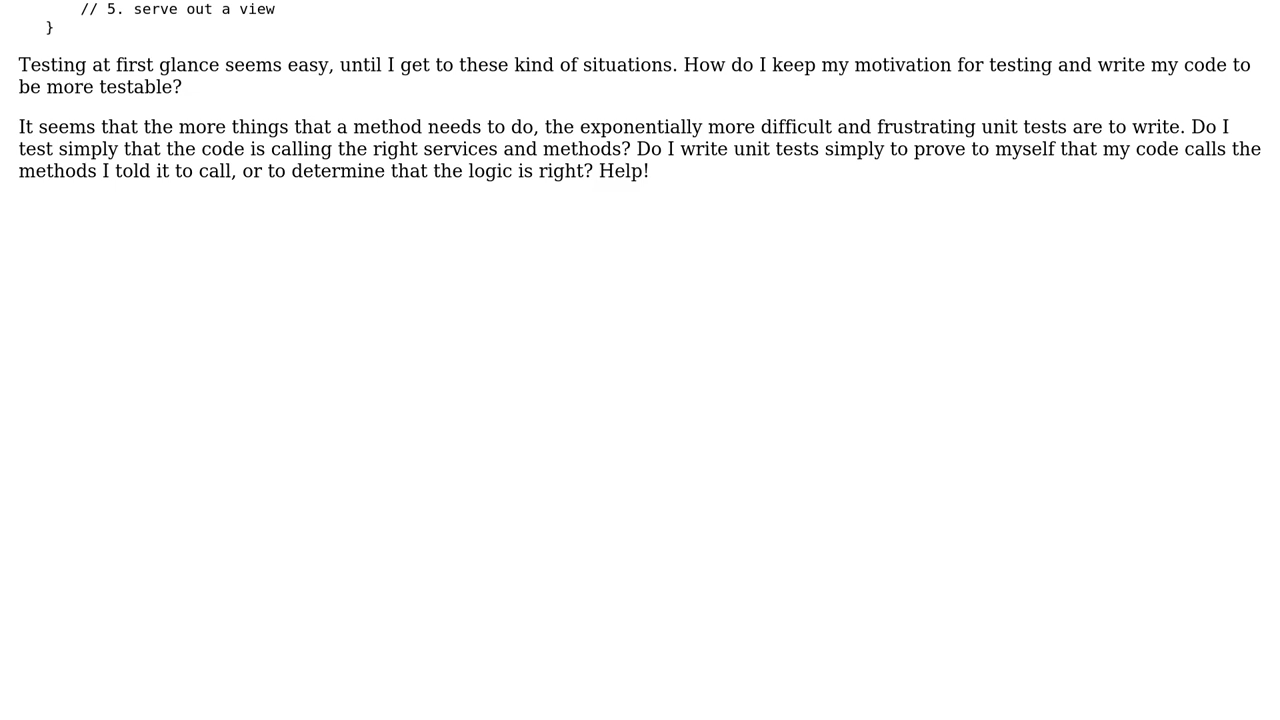 // 5. serve out a view
}
Testing at first glance seems easy, until I get to these kind of situations. How do I keep my motivation for testing and write my code to
be more testable?
It seems that the more things that a method needs to do, the exponentially more difficult and frustrating unit tests are to write. Do I
test simply that the code is calling the right services and methods? Do I write unit tests simply to prove to myself that my code calls the
methods I told it to call, or to determine that the logic is right? Help!